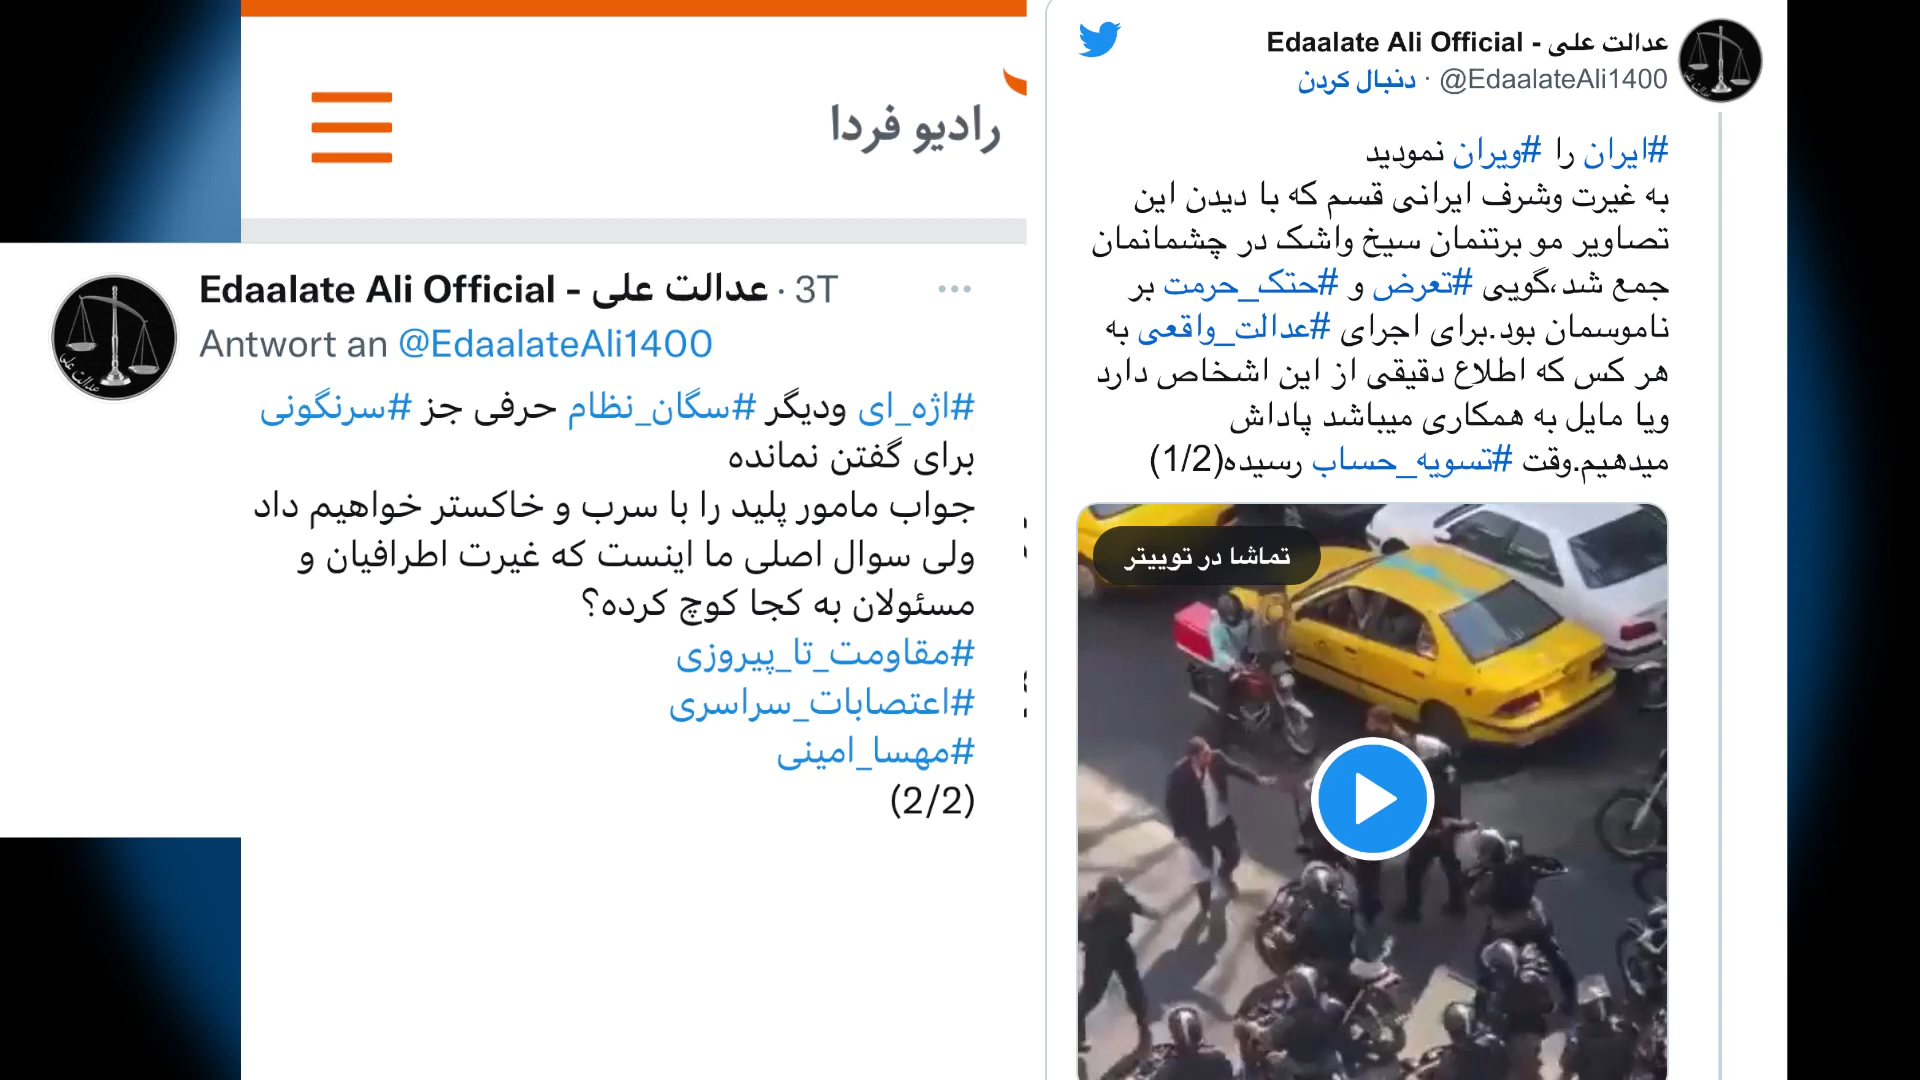 رادیو فردا
Edaalate Ali Official - عدالت علی · 3T
Antwort an @EdaalateAli1400
#اژه_ای ودیگر #سگان_نظام حرفی جز #سرنگونی
برای گفتن نمانده
جواب مامور پلید را با سرب و خاکستر خواهیم داد
ولی سوال اصلی ما اینست که غیرت اطرافیان و
مسئولان به کجا کوچ کرده؟
#مقاومت_تا_پیروزی
#اعتصابات_سراسری
#مهسا_امینی
(2/2)
عدالت علی
Edaalate Ali Official - عدالت علی
@EdaalateAli1400 · دنبال کردن
#ایران را #ویران نمودید
به غیرت وشرف ایرانی قسم که با دیدن این
تصاویر مو برتنمان سیخ واشک در چشمانمان
جمع شد،گویی #تعرض و #حتک_حرمت بر
ناموسمان بود.برای اجرای #عدالت_واقعی به
هر کس که اطلاع دقیقی از این اشخاص دارد
ویا مایل به همکاری میباشد پاداش
میدهیم.وقت #تسویه_حساب رسیده(1/2)
تماشا در توییتر